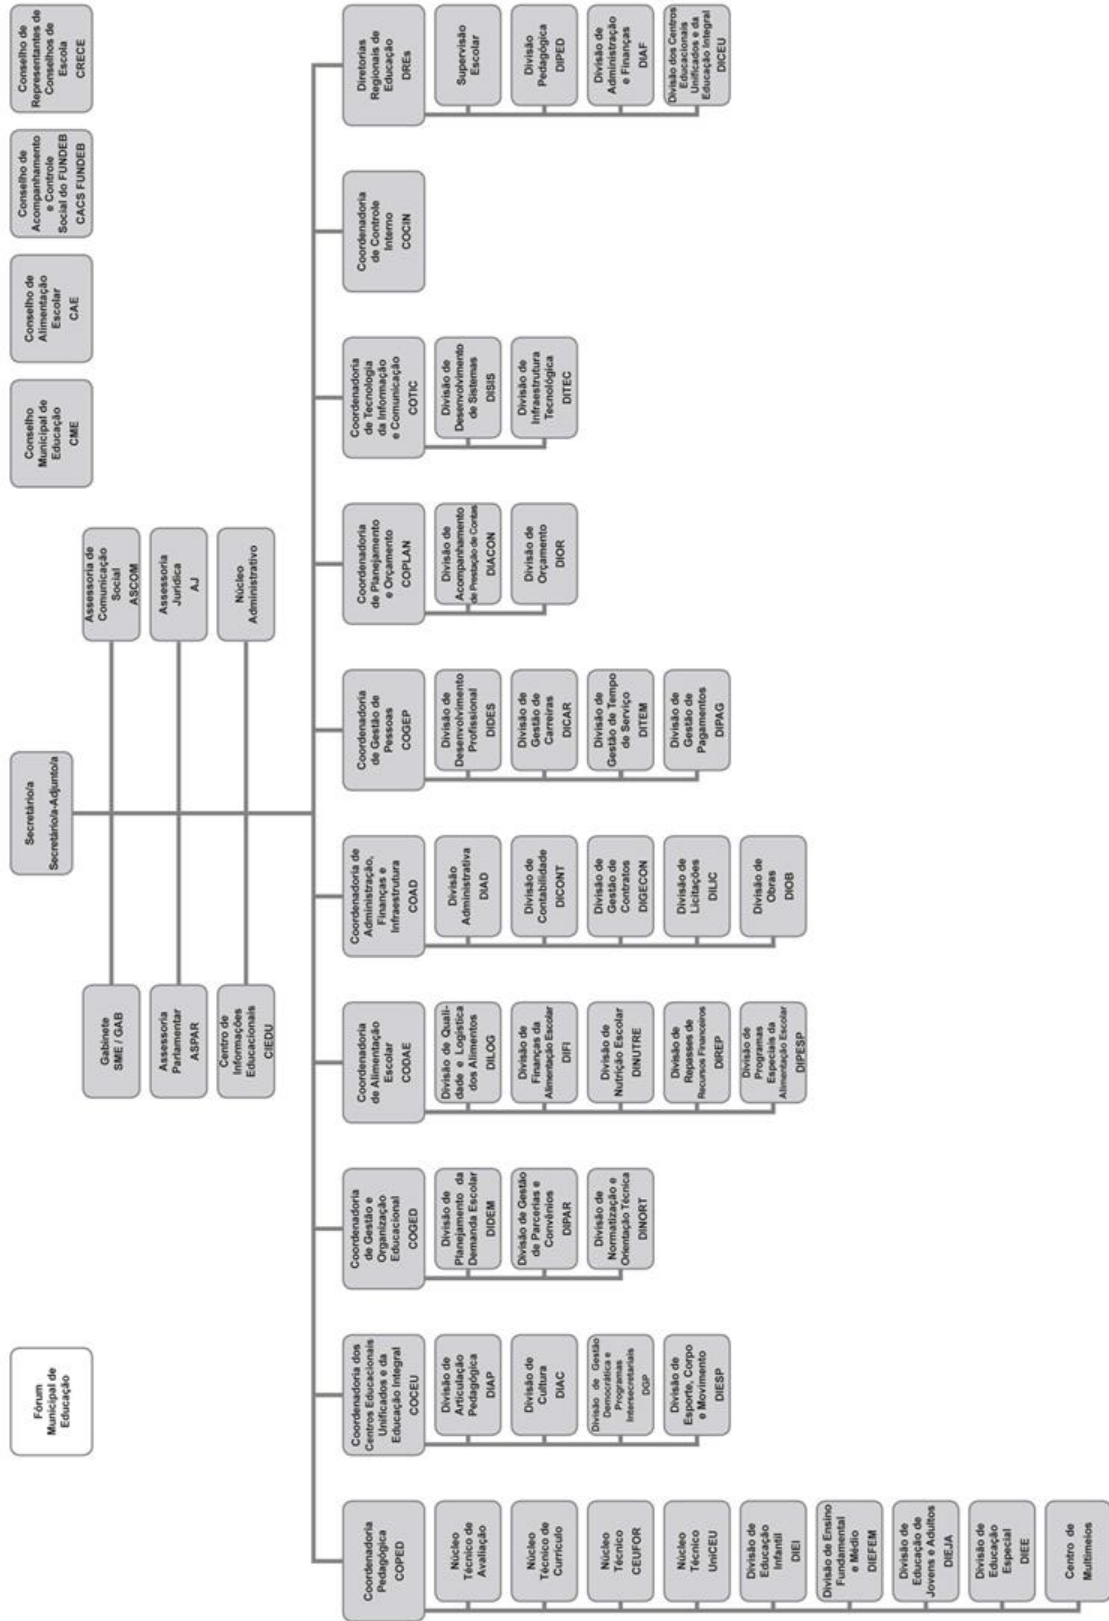 Fórum
Municipal de
Educação
Secretário/a
Secretário/a-Adjunto/a
Conselho
Municipal de
Educação
CME
Conselho de
Alimentação
Escolar
CAE
Conselho de
Acompanhamento
e Controle
Social do FUNDEB
CACS FUNDEB
Conselho de
Representantes de
Conselhos de
Escola
CRECE
Gabinete
SME / GAB
Assessoria de
Comunicação
Social
ASCOM
Assessoria
Parlamentar
ASPAR
Assessoria
Jurídica
AJ
Centro de
Informações
Educacionais
CIEDU
Núcleo
Administrativo
Coordenadoria
Pedagógica
COPED
Núcleo
Técnico de
Avaliação
Núcleo
Técnico de
Currículo
Núcleo
Técnico
CEUFOR
Núcleo
Técnico
UniCEU
Divisão de
Educação
Infantil
DIEI
Divisão de Ensino
Fundamental
e Médio
DIEFEM
Divisão de
Educação de
Jovens e Adultos
DIEJA
Divisão de
Educação
Especial
DIEE
Centro de
Multimeios
Coordenadoria dos
Centros Educacionais
Unificados e da
Educação Integral
COCEU
Divisão de
Articulação
Pedagógica
DIAP
Divisão de
Cultura
DIAC
Divisão de Gestão
Democrática e
Programas
Intersecretariais
DGP
Divisão de
Esporte, Corpo
e Movimento
DIESP
Coordenadoria
de Gestão e
Organização
Educacional
COGED
Divisão de
Planejamento da
Demanda Escolar
DIDEM
Divisão de Gestão
de Parcerias e
Convênios
DIPAR
Divisão de
Normatização e
Orientação Técnica
DINORT
Coordenadoria
de Alimentação
Escolar
CODAE
Divisão de Quali-
dade e Logística
dos Alimentos
DILOG
Divisão de
Finanças da
Alimentação Escolar
DIFI
Divisão de
Nutrição Escolar
DINUTRE
Divisão de
Repasses de
Recursos Financeiros
DIREP
Divisão de
Programas
Especiais da
Alimentação Escolar
DIPESP
Coordenadoria de
Administração,
Finanças e
Infraestrutura
COAD
Divisão
Administrativa
DIAD
Divisão de
Contabilidade
DICONT
Divisão de
Gestão de
Contratos
DIGECON
Divisão de
Licitações
DILIC
Divisão de
Obras
DIOB
Coordenadoria
de Gestão de
Pessoas
COGEP
Divisão de
Desenvolvimento
Profissional
DIDES
Divisão de
Gestão de
Carreiras
DICAR
Divisão de
Gestão de Tempo
de Serviço
DITEM
Divisão de
Gestão de
Pagamentos
DIPAG
Coordenadoria
de Planejamento
e Orçamento
COPLAN
Divisão de
Acompanhamento
de Prestação de Contas
DIACON
Divisão de
Orçamento
DIOR
Coordenadoria
de Tecnologia
da Informação
e Comunicação
COTIC
Divisão de
Desenvolvimento
de Sistemas
DISIS
Divisão de
Infraestrutura
Tecnológica
DITEC
Coordenadoria
de Controle
Interno
COCIN
Diretorias
Regionais de
Educação
DREs
Supervisão
Escolar
Divisão
Pedagógica
DIPED
Divisão de
Administração
e Finanças
DIAF
Divisão dos Centros
Educacionais
Unificados e da
Educação Integral
DICEU